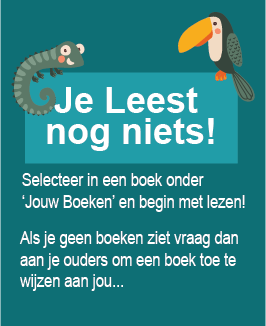 Je Leest
nog niets!
Selecteer in een boek onder
‘Jouw Boeken’ en begin met lezen!
Als je geen boeken ziet vraag dan
aan je ouders om een boek toe te
wijzen aan jou...